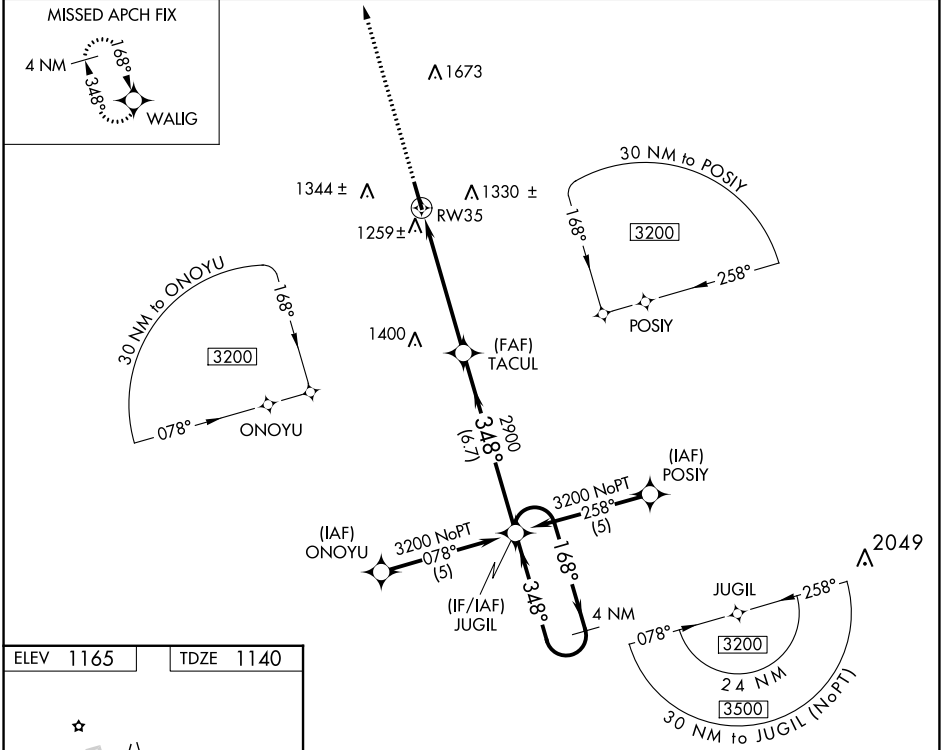 MISSED APCH FIX
4 NM
168°
348°
WALIG
1673
1344 ±
1330 ±
RW35
1259±
30 NM to POSIY
168°
3200
258°
POSIY
30 NM to ONOYU
168°
3200
078°
ONOYU
1400
(FAF)
TACUL
2900
348°
(6.7)
(IAF)
POSIY
3200 NoPT
258°
(5)
(IAF)
ONOYU
3200 NoPT
078°
(5)
168°
348°
4 NM
(IF/IAF)
JUGIL
2049
JUGIL
258°
078°
3200
24 NM
3500
30 NM to JUGIL (NoPT)
ELEV 1165
TDZE 1140